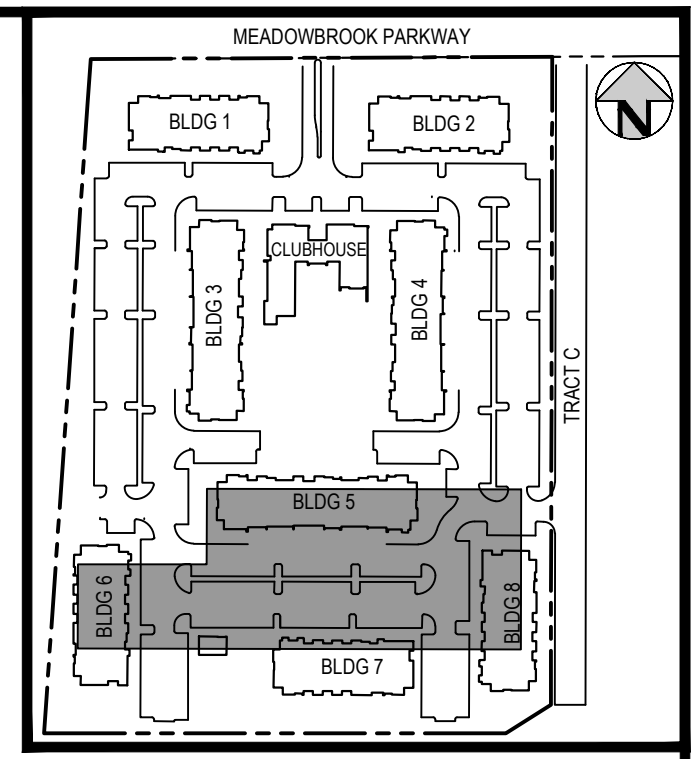 MEADOWBROOK PARKWAY
N
BLDG 1
BLDG 2
CLUBHOUSE
BLDG 3
BLDG 4
TRACT C
BLDG 5
BLDG 6
BLDG 8
BLDG 7